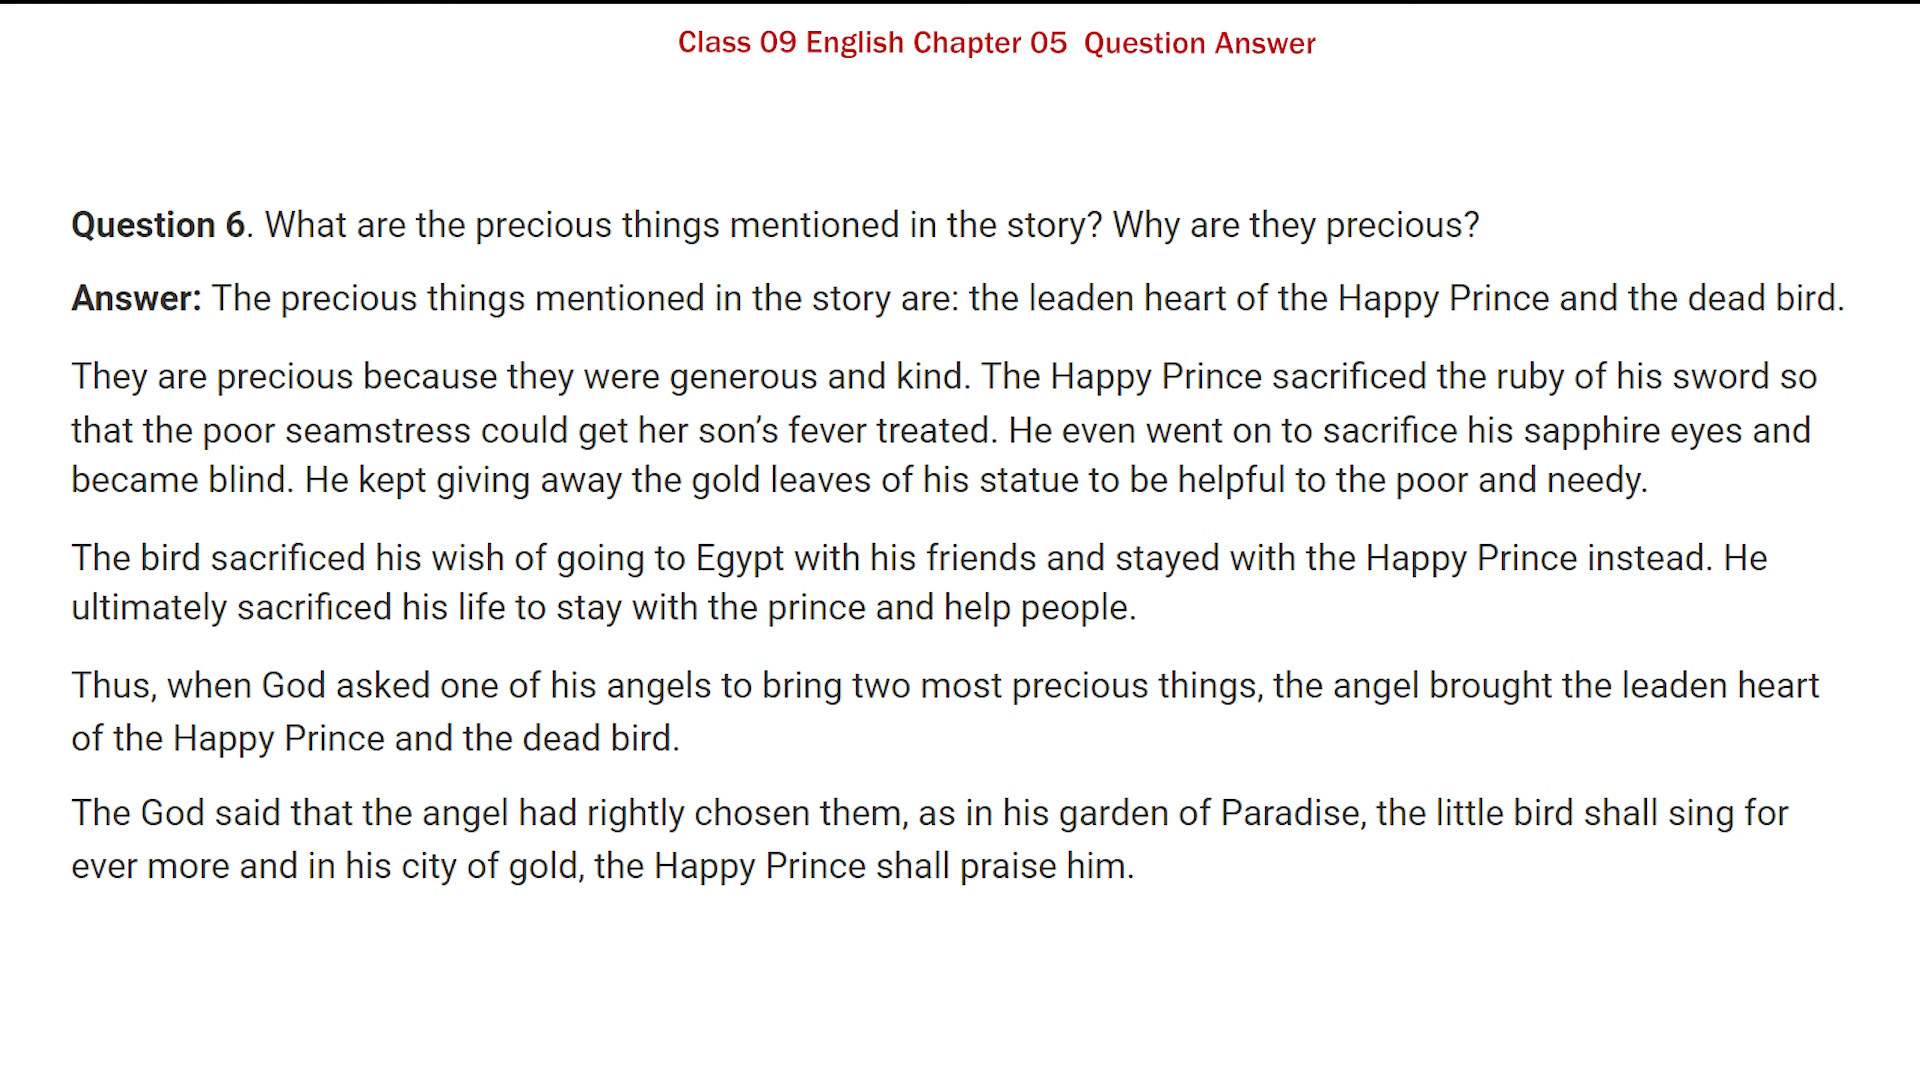 Class 09 English Chapter 05 Question Answer
Question 6. What are the precious things mentioned in the story? Why are they precious?
Answer: The precious things mentioned in the story are: the leaden heart of the Happy Prince and the dead bird.
They are precious because they were generous and kind. The Happy Prince sacrificed the ruby of his sword so
that the poor seamstress could get her son’s fever treated. He even went on to sacrifice his sapphire eyes and
became blind. He kept giving away the gold leaves of his statue to be helpful to the poor and needy.
The bird sacrificed his wish of going to Egypt with his friends and stayed with the Happy Prince instead. He
ultimately sacrificed his life to stay with the prince and help people.
Thus, when God asked one of his angels to bring two most precious things, the angel brought the leaden heart
of the Happy Prince and the dead bird.
The God said that the angel had rightly chosen them, as in his garden of Paradise, the little bird shall sing for
ever more and in his city of gold, the Happy Prince shall praise him.